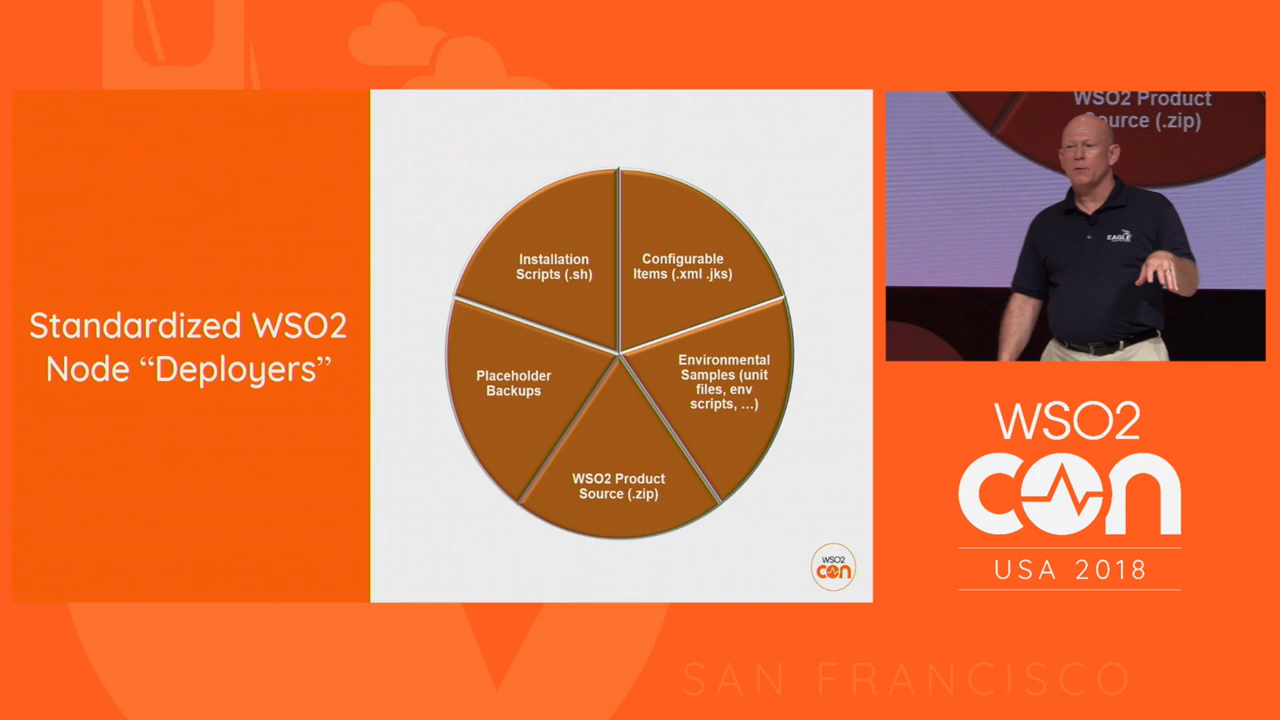 Standardized WSO2
Node “Deployers”
Installation
Scripts (.sh)
Configurable
Items (.xml .jks)
Placeholder
Backups
Environmental
Samples (unit
files, env
scripts, ...)
WSO2 Product
Source (.zip)
WSO2
con
WSO2 Product
Source (.zip)
EAGLE
WSO2
con
USA 2018
SAN FRANCISCO